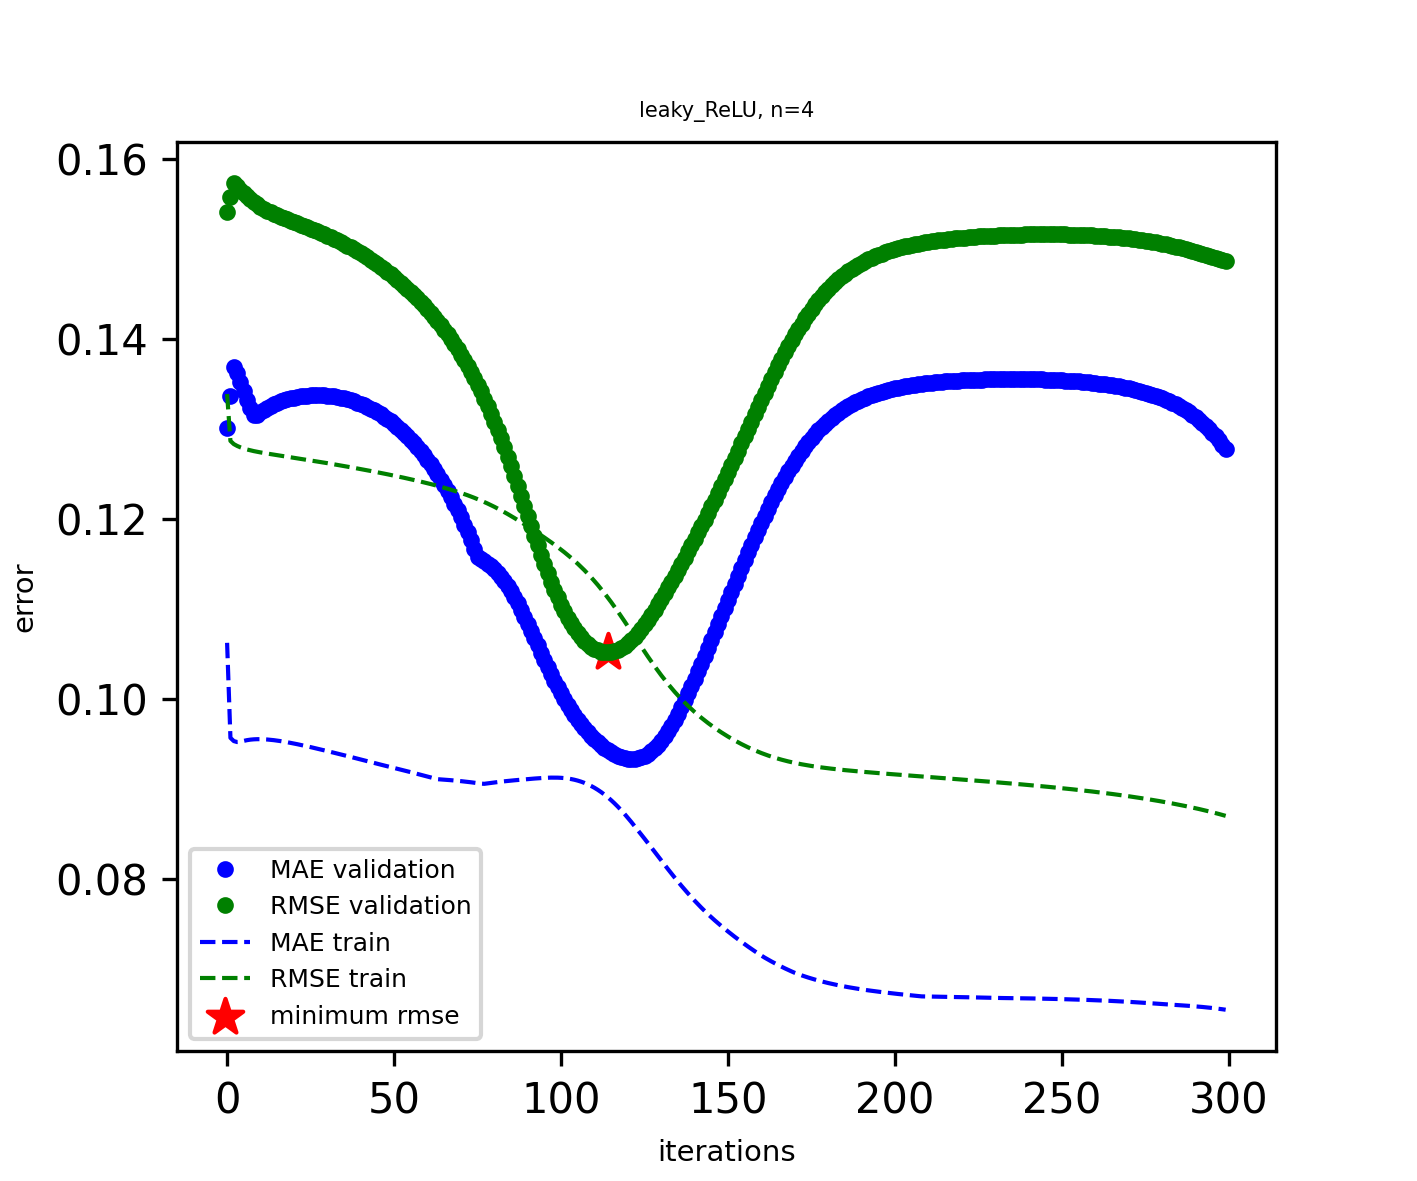 leaky_ReLU, n=4
0.16
0.14
0.12
0.10
0.08
error
MAE validation
RMSE validation
MAE train
RMSE train
minimum rmse
0 50 100 150 200 250 300
iterations